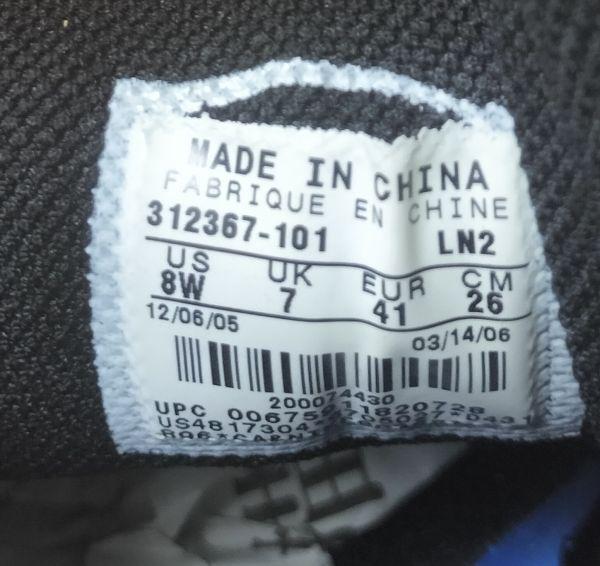 MADE IN CHINA
FABRIQUE EN CHINE
312367-101 LN2
US UK EUR CM
8W 7 41 26
12/06/05 03/14/06
200074430
UPC